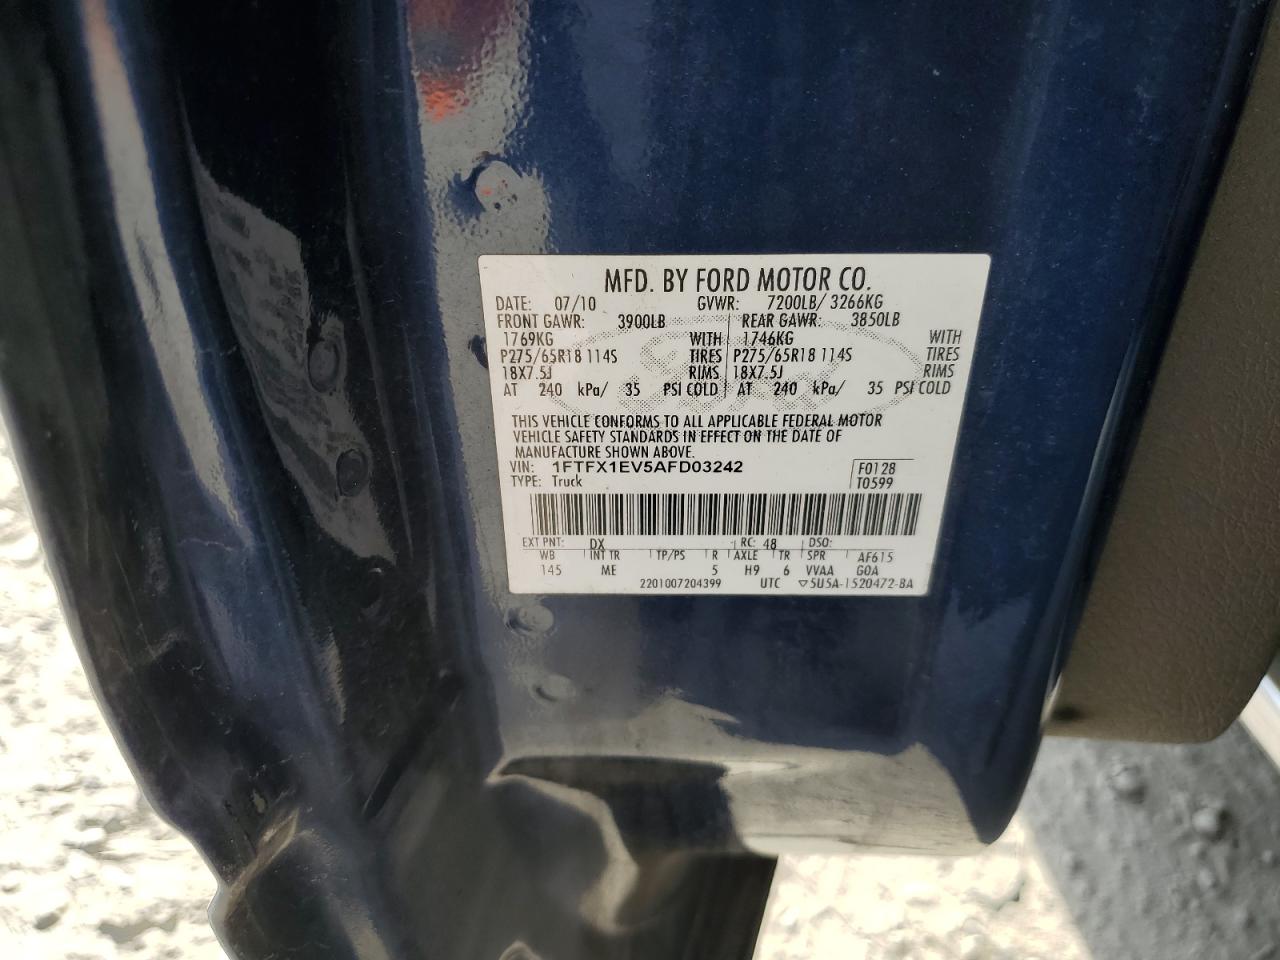 MFD. BY FORD MOTOR CO.
DATE: 07/10 GVWR: 7200LB/ 3266KG
FRONT GAWR: 3900LB REAR GAWR: 3850LB
1769KG WITH 1746KG WITH
P275/65R18 114S TIRES P275/65R18 114S TIRES
18X7.5J RIMS 18X7.5J RIMS
AT 240 kPa/ 35 PSI COLD AT 240 kPa/ 35 PSI COLD
THIS VEHICLE CONFORMS TO ALL APPLICABLE FEDERAL MOTOR
VEHICLE SAFETY STANDARDS IN EFFECT ON THE DATE OF
MANUFACTURE SHOWN ABOVE.
VIN: 1FTFX1EV5AFD03242 F0128
TYPE: Truck T0599
EXT PNT: DX RC: 48 DSO:
WB INT TR TP/PS R AXLE TR SPR AF615
145 ME 5 H9 6 VVAA G0A
2201007204399 UTC ▽5U5A-1520472-BA